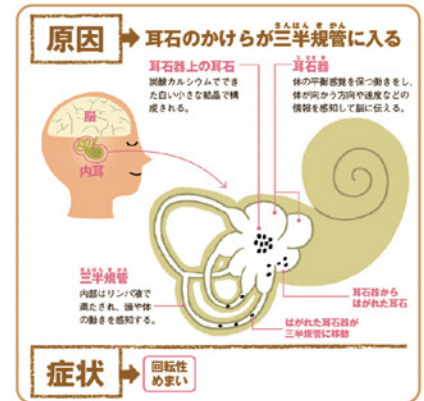 原因
耳石のかけらが三半規管に入る
さんはんきかん
耳石器上の耳石
炭酸カルシウムででき
た白い小さな結晶で構
成される。
じせきき
耳石器
体の平衡感覚を保つ働きをし、
体が向かう方向や速度などの
情報を感知して脳に伝える。
脳
内耳
さんはんきかん
三半規管
内部はリンパ液で
満たされ、頭や体
の動きを感知する。
耳石器から
はがれた耳石
はがれた耳石器が
三半規管に移動
症状
回転性
めまい